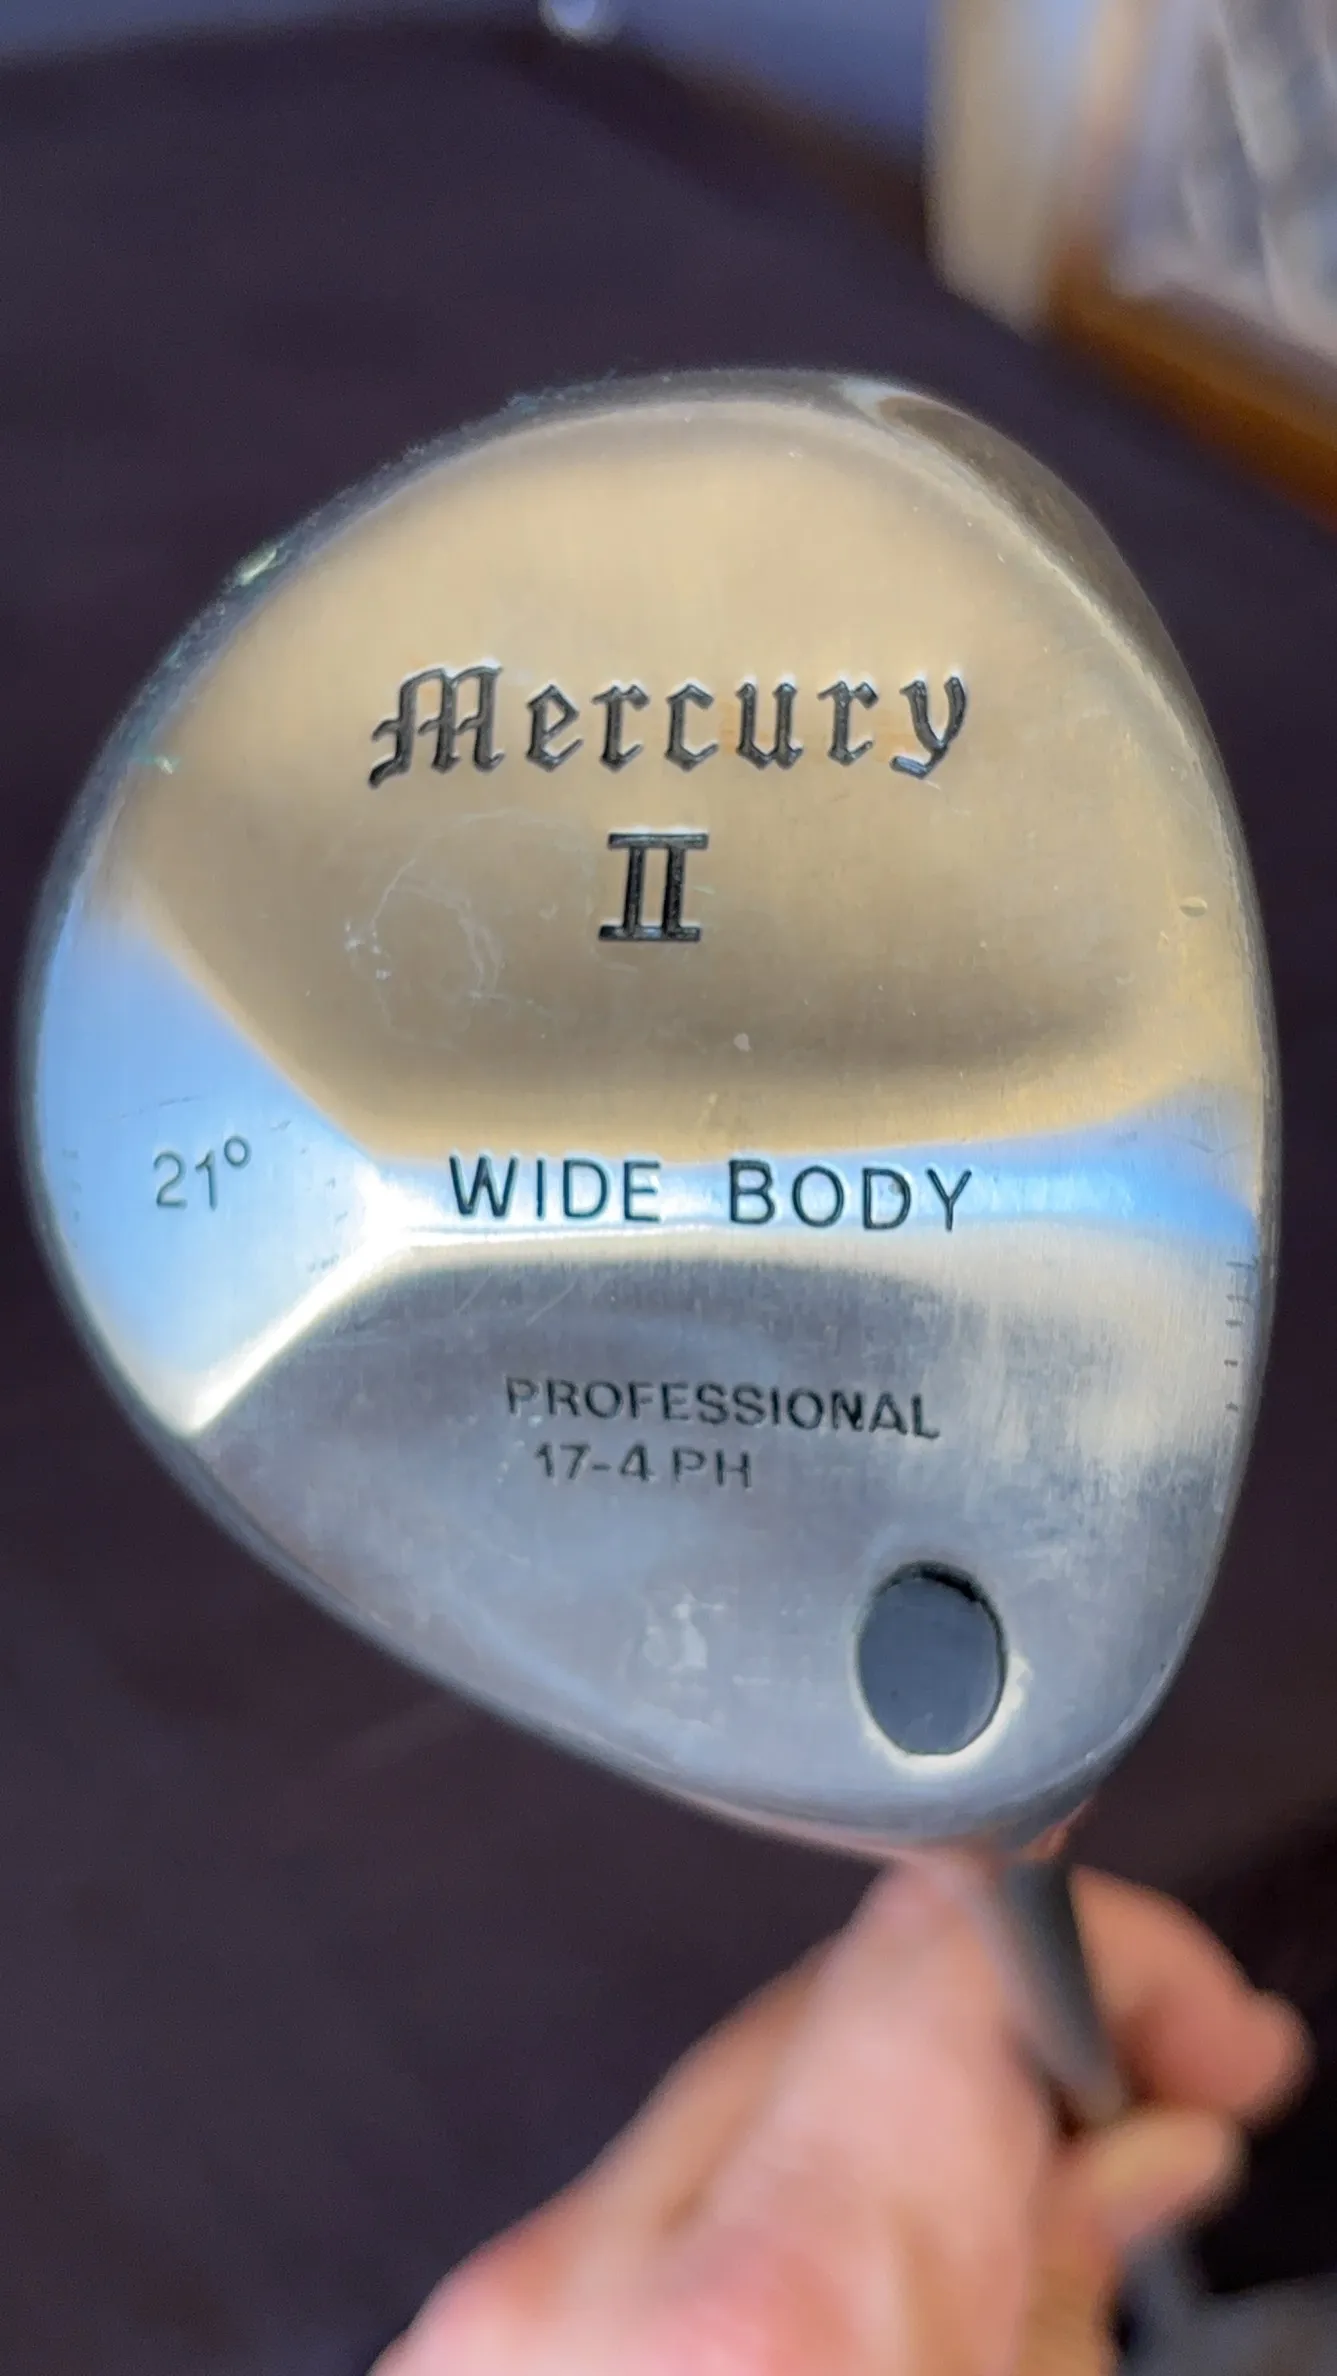 Mercury
II
21° WIDE BODY
PROFESSIONAL
17-4 PH